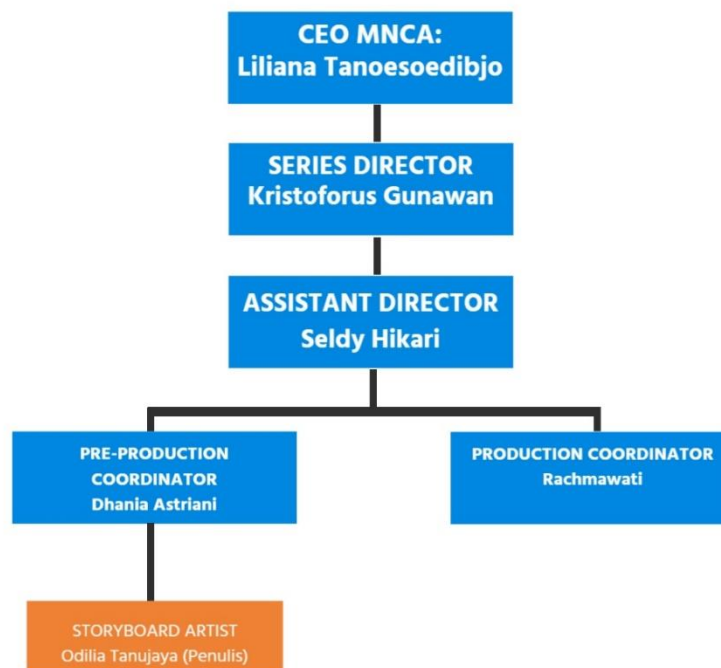 CEO MNCA:
Liliana Tanoesoedibjo
SERIES DIRECTOR
Kristoforus Gunawan
ASSISTANT DIRECTOR
Seldy Hikari
PRE-PRODUCTION
COORDINATOR
Dhania Astriani
PRODUCTION COORDINATOR
Rachmawati
STORYBOARD ARTIST
Odilia Tanujaya (Penulis)